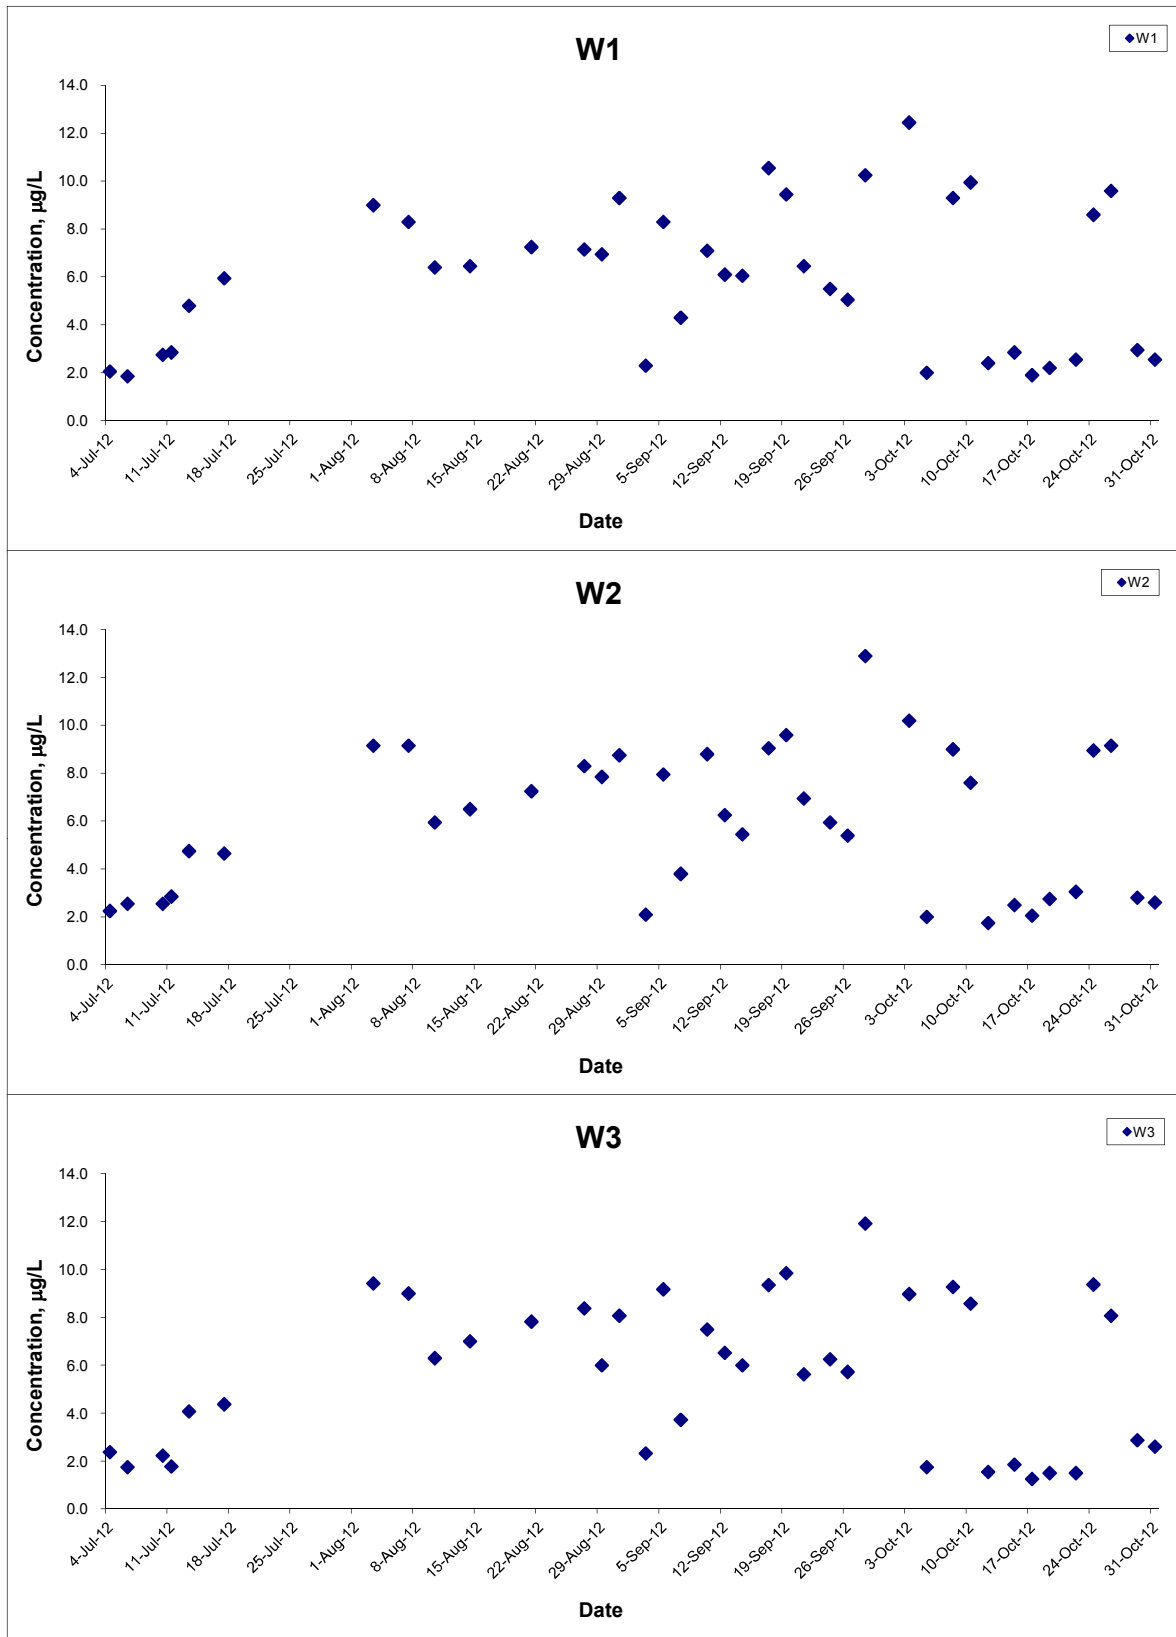 W1
W1
14.0
12.0
10.0
8.0
6.0
4.0
2.0
0.0
Concentration, µg/L
4-Jul-12
11-Jul-12
18-Jul-12
25-Jul-12
1-Aug-12
8-Aug-12
15-Aug-12
22-Aug-12
29-Aug-12
5-Sep-12
12-Sep-12
19-Sep-12
26-Sep-12
3-Oct-12
10-Oct-12
17-Oct-12
24-Oct-12
31-Oct-12
Date
W2
W2
14.0
12.0
10.0
8.0
6.0
4.0
2.0
0.0
Concentration, µg/L
4-Jul-12
11-Jul-12
18-Jul-12
25-Jul-12
1-Aug-12
8-Aug-12
15-Aug-12
22-Aug-12
29-Aug-12
5-Sep-12
12-Sep-12
19-Sep-12
26-Sep-12
3-Oct-12
10-Oct-12
17-Oct-12
24-Oct-12
31-Oct-12
Date
W3
W3
14.0
12.0
10.0
8.0
6.0
4.0
2.0
0.0
Concentration, µg/L
4-Jul-12
11-Jul-12
18-Jul-12
25-Jul-12
1-Aug-12
8-Aug-12
15-Aug-12
22-Aug-12
29-Aug-12
5-Sep-12
12-Sep-12
19-Sep-12
26-Sep-12
3-Oct-12
10-Oct-12
17-Oct-12
24-Oct-12
31-Oct-12
Date